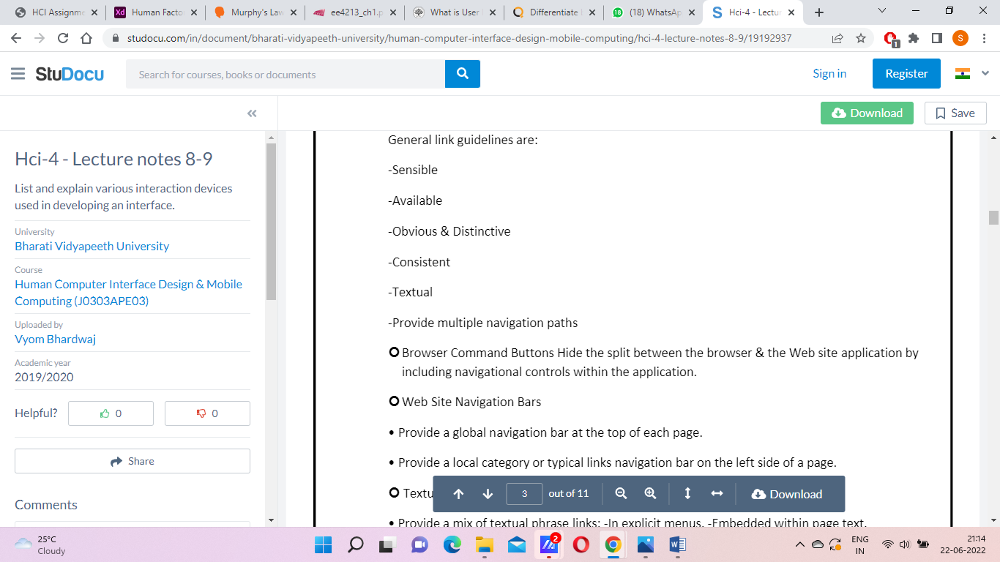 HCI Assignme
Human Facto
Murphy's Law
ee4213_ch1.p
What is User
Differentiate
(18) WhatsAp
Hci-4 - Lectur
studocu.com/in/document/bharati-vidyapeeth-university/human-computer-interface-design-mobile-computing/hci-4-lecture-notes-8-9/19192937
StuDocu
Search for courses, books or documents
Sign in
Register
Download
Save
Hci-4 - Lecture notes 8-9
List and explain various interaction devices
used in developing an interface.
University
Bharati Vidyapeeth University
Course
Human Computer Interface Design & Mobile
Computing (J0303APE03)
Uploaded by
Vyom Bhardwaj
Academic year
2019/2020
Helpful?
0
0
Share
Comments
General link guidelines are:
-Sensible
-Available
-Obvious & Distinctive
-Consistent
-Textual
-Provide multiple navigation paths
Browser Command Buttons Hide the split between the browser & the Web site application by
including navigational controls within the application.
Web Site Navigation Bars
• Provide a global navigation bar at the top of each page.
• Provide a local category or typical links navigation bar on the left side of a page.
Textu
3 out of 11
Download
• Provide a mix of textual phrase links: -In explicit menus. -Embedded within page text.
25°C
Cloudy
2
ENG
IN
21:14
22-06-2022